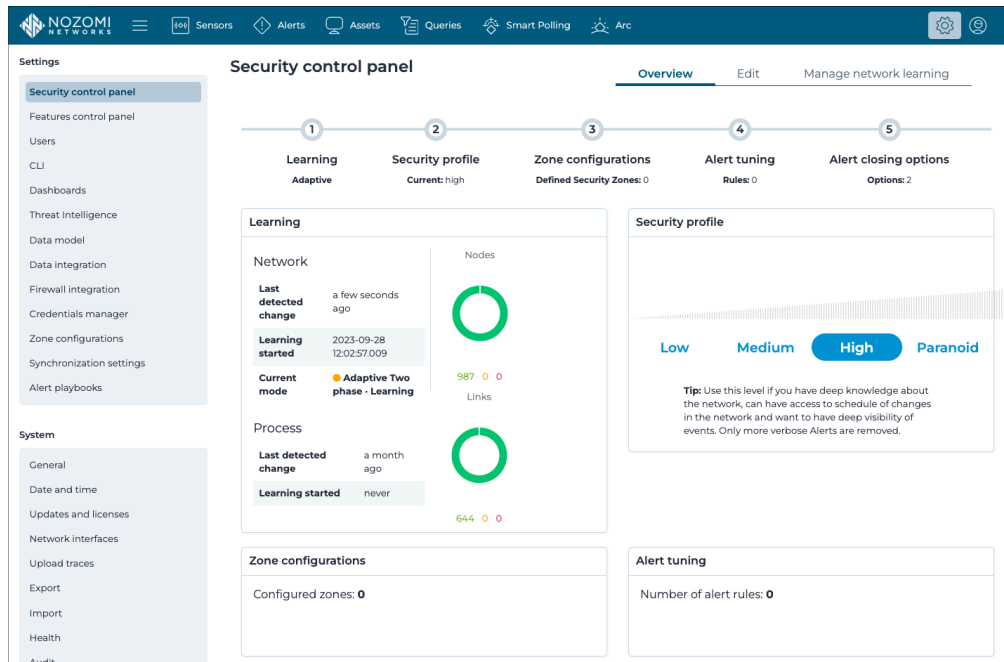 NOZOMI
NETWORKS
Sensors
Alerts
Assets
Queries
Smart Polling
Arc
Settings
Security control panel
Features control panel
Users
CLI
Dashboards
Threat Intelligence
Data model
Data integration
Firewall integration
Credentials manager
Zone configurations
Synchronization settings
Alert playbooks
System
General
Date and time
Updates and licenses
Network interfaces
Upload traces
Export
Import
Health
Audit
Security control panel
Overview
Edit
Manage network learning
1
2
3
4
5
Learning
Security profile
Zone configurations
Alert tuning
Alert closing options
Adaptive
Current: high
Defined Security Zones: 0
Rules: 0
Options: 2
Learning
Network
Last
detected
change
a few seconds
ago
Learning
started
2023-09-28
12:02:57.009
Current
mode
Adaptive Two
phase · Learning
Process
Last detected
change
a month
ago
Learning started
never
Nodes
987 0 0
Links
644 0 0
Security profile
Low
Medium
High
Paranoid
Tip: Use this level if you have deep knowledge about
the network, can have access to schedule of changes
in the network and want to have deep visibility of
events. Only more verbose Alerts are removed.
Zone configurations
Configured zones: 0
Alert tuning
Number of alert rules: 0